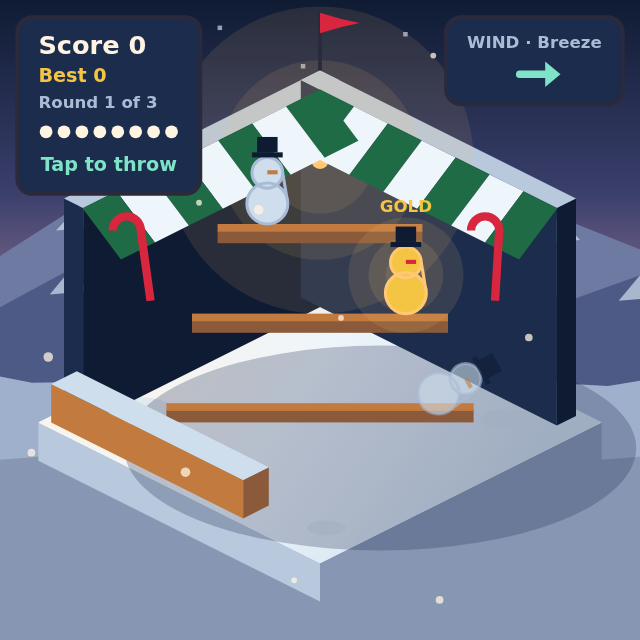 Score 0
Best 0
Round 1 of 3
Tap to throw
WIND · Breeze
GOLD